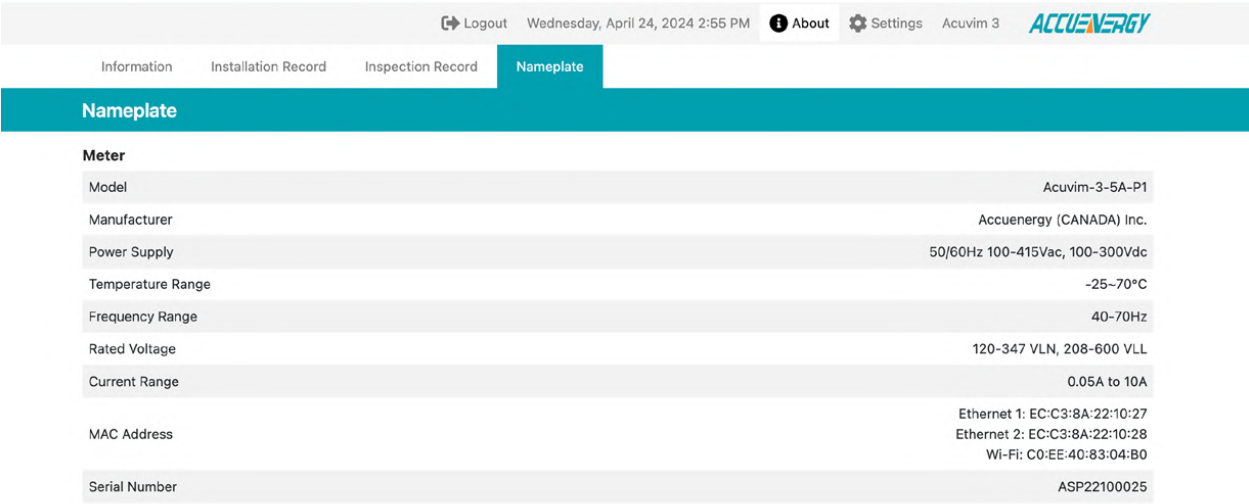 Logout Wednesday, April 24, 2024 2:55 PM About Settings Acuvim 3 ACCUENERGY
Information Installation Record Inspection Record Nameplate
Nameplate
Meter
Model Acuvim-3-5A-P1
Manufacturer Accuenergy (CANADA) Inc.
Power Supply 50/60Hz 100-415Vac, 100-300Vdc
Temperature Range -25~70°C
Frequency Range 40-70Hz
Rated Voltage 120-347 VLN, 208-600 VLL
Current Range 0.05A to 10A
MAC Address Ethernet 1: EC:C3:8A:22:10:27
Ethernet 2: EC:C3:8A:22:10:28
Wi-Fi: C0:EE:40:83:04:B0
Serial Number ASP22100025